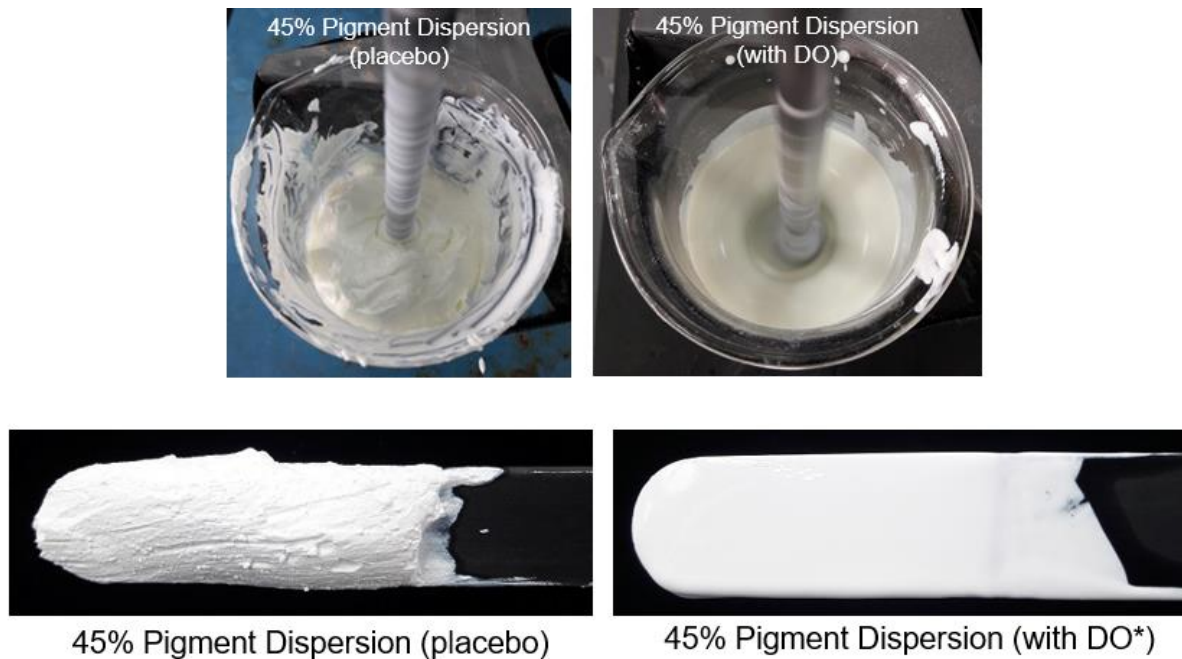 45% Pigment Dispersion
(placebo)
45% Pigment Dispersion
(with DO)
45% Pigment Dispersion (placebo)
45% Pigment Dispersion (with DO*)